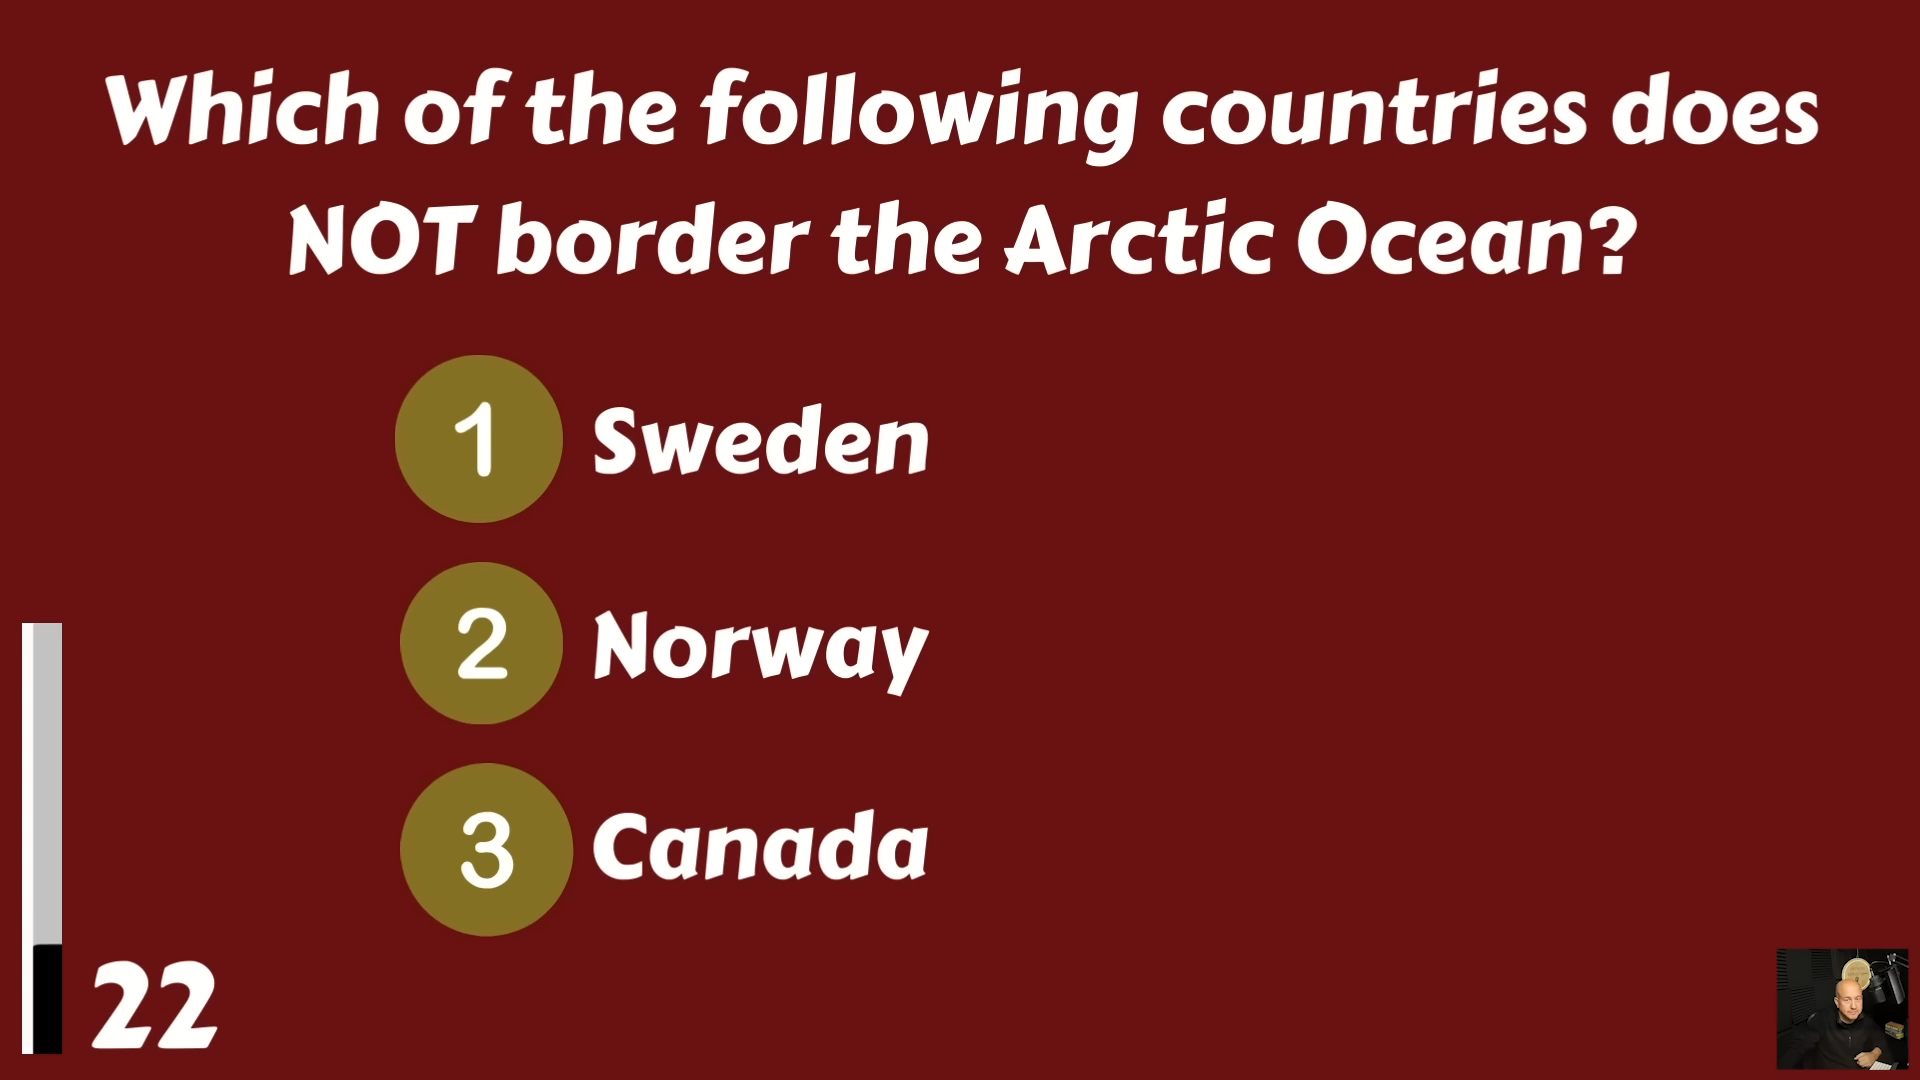 Which of the following countries does
NOT border the Arctic Ocean?
1 Sweden
2 Norway
3 Canada
22